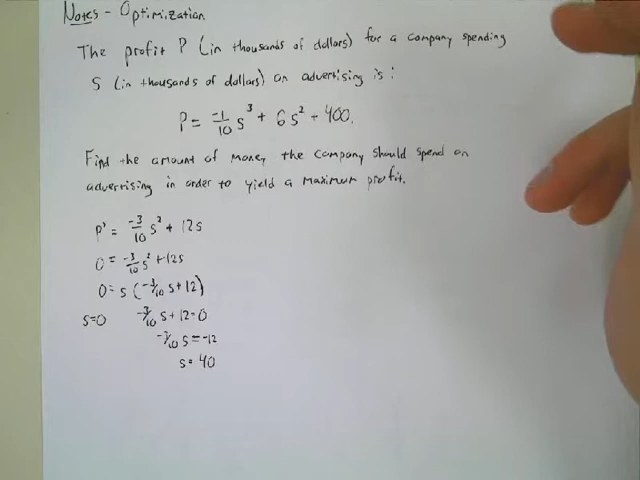 Notes - Optimization
The profit P (in thousands of dollars) for a company spending
S (in thousands of dollars) on advertising is:
P = -1/10 s³ + 6s² + 400.
Find the amount of money the company should spend on
advertising in order to yield a maximum profit.
P' = -3/10 s² + 12s
0 = -3/10 s² + 12s
0 = s (-3/10 s + 12)
s=0 -3/10 s + 12 = 0
-3/10 s = -12
s = 40